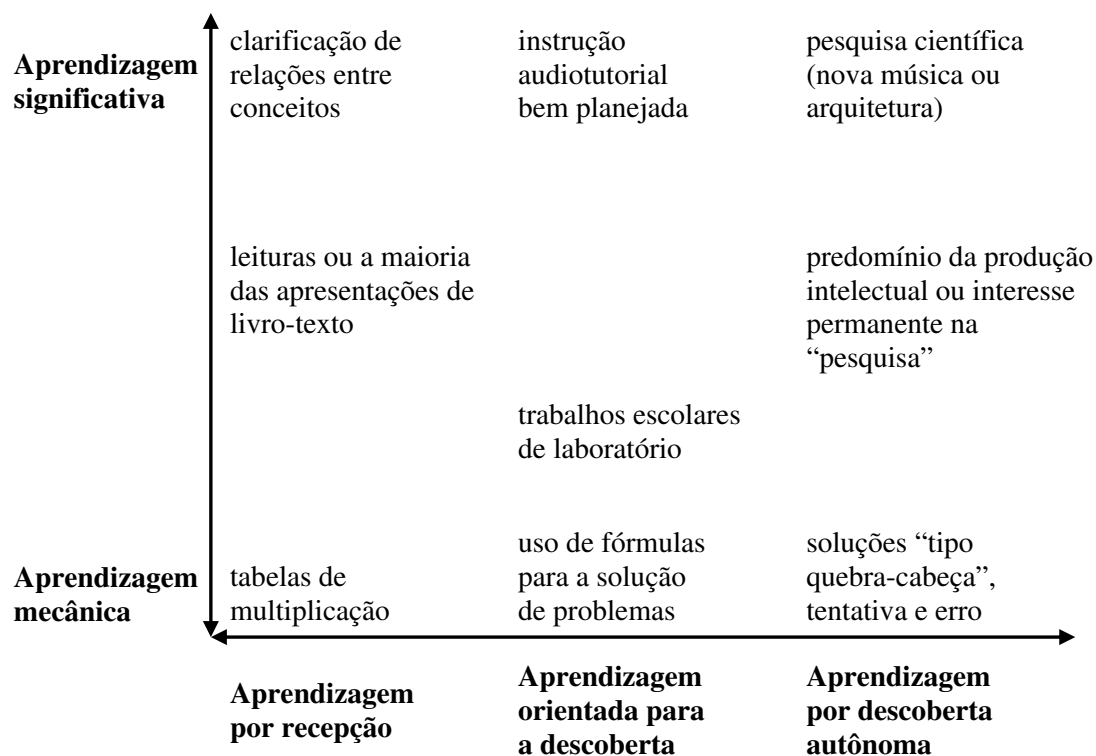 Aprendizagem
significativa
clarificação de
relações entre
conceitos
instrução
audiotutorial
bem planejada
pesquisa científica
(nova música ou
arquitetura)
leituras ou a maioria
das apresentações de
livro-texto
predomínio da produção
intelectual ou interesse
permanente na
“pesquisa”
trabalhos escolares
de laboratório
Aprendizagem
mecânica
tabelas de
multiplicação
uso de fórmulas
para a solução
de problemas
soluções “tipo
quebra-cabeça”,
tentativa e erro
Aprendizagem
por recepção
Aprendizagem
orientada para
a descoberta
Aprendizagem
por descoberta
autônoma